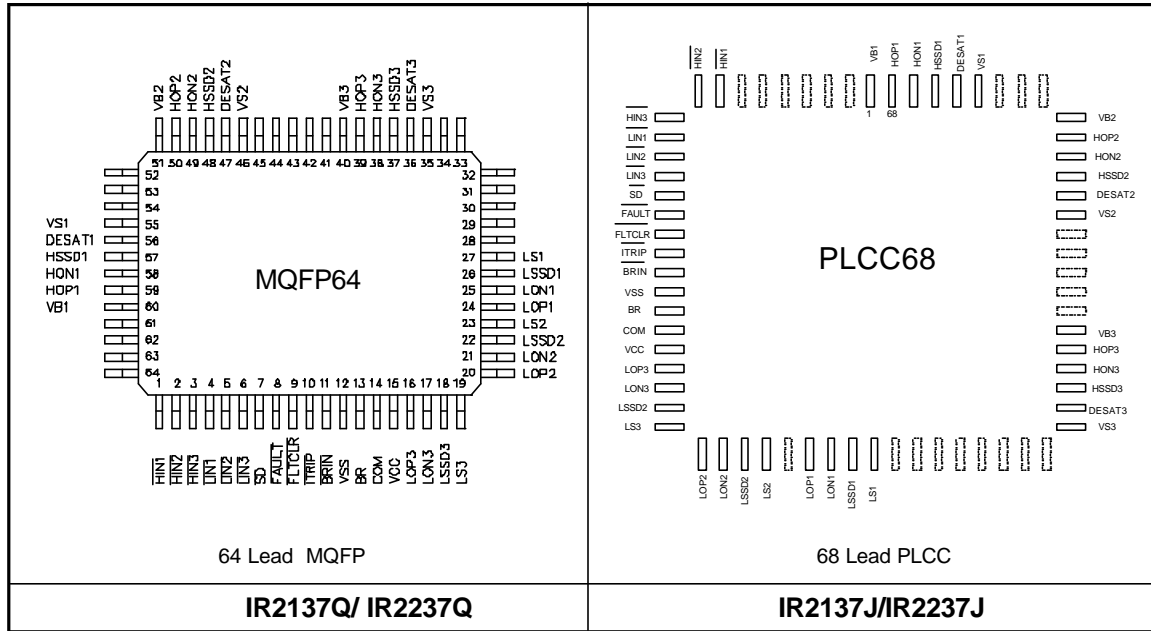 VB2
HOP2
HON2
HSSD2
DESAT2
VS2
VB3
HOP3
HON3
HSSD3
DESAT3
VS3
51 50 49 48 47 46 45 44 43 42 41 40 39 38 37 36 35 34 33
52
53
54
55
56
57
58
59
60
61
62
63
64
VS1
DESAT1
HSSD1
HON1
HOP1
VB1
MQFP64
32
31
30
29
28
27
26
25
24
23
22
21
20
LS1
LSSD1
LON1
LOP1
LS2
LSSD2
LON2
LOP2
1 2 3 4 5 6 7 8 9 10 11 12 13 14 15 16 17 18 19
HIN1
HIN2
HIN3
LIN1
LIN2
LIN3
SD
FAULT
FLTCLR
ITRIP
BRIN
VSS
BR
COM
VCC
LOP3
LON3
LSSD3
LS3
64 Lead MQFP
IR2137Q/ IR2237Q
HIN2
HIN1
VB1
HOP1
HON1
HSSD1
DESAT1
VS1
1 68
HIN3
LIN1
LIN2
LIN3
SD
FAULT
FLTCLR
ITRIP
BRIN
VSS
BR
COM
VCC
LOP3
LON3
LSSD2
LS3
PLCC68
VB2
HOP2
HON2
HSSD2
DESAT2
VS2
VB3
HOP3
HON3
HSSD3
DESAT3
VS3
LOP2
LON2
LSSD2
LS2
LOP1
LON1
LSSD1
LS1
68 Lead PLCC
IR2137J/IR2237J